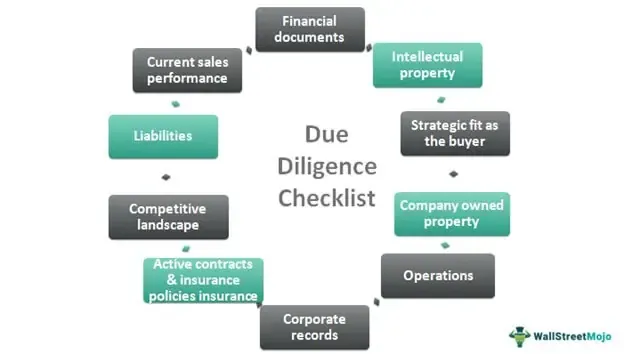 Financial
documents
Intellectual
property
Strategic fit as
the buyer
Company owned
property
Operations
Corporate
records
Active contracts
& insurance
policies insurance
Competitive
landscape
Liabilities
Current sales
performance
Due
Diligence
Checklist
WallStreetMojo